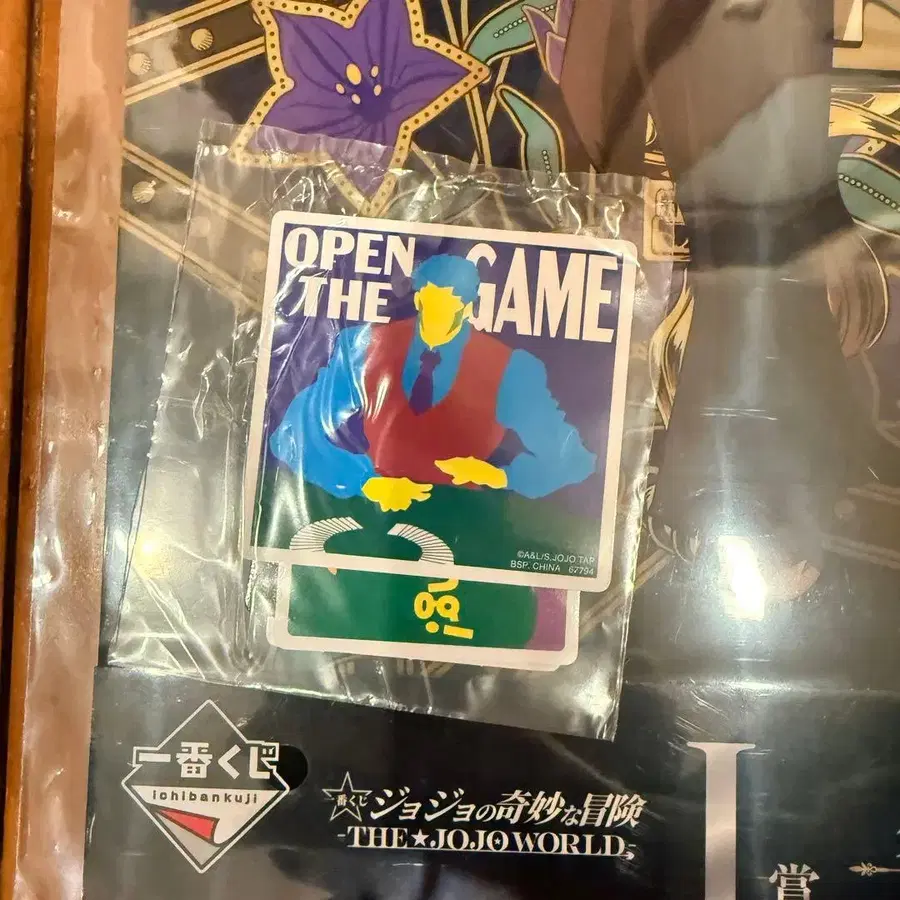 OPEN GAME
THE
©A&L/S,JOJO TAP
BSP. CHINA 67794
一番くじ
ichibankuji
一番くじ
ジョジョの奇妙な冒険
-THE★JOJO WORLD-
I
賞